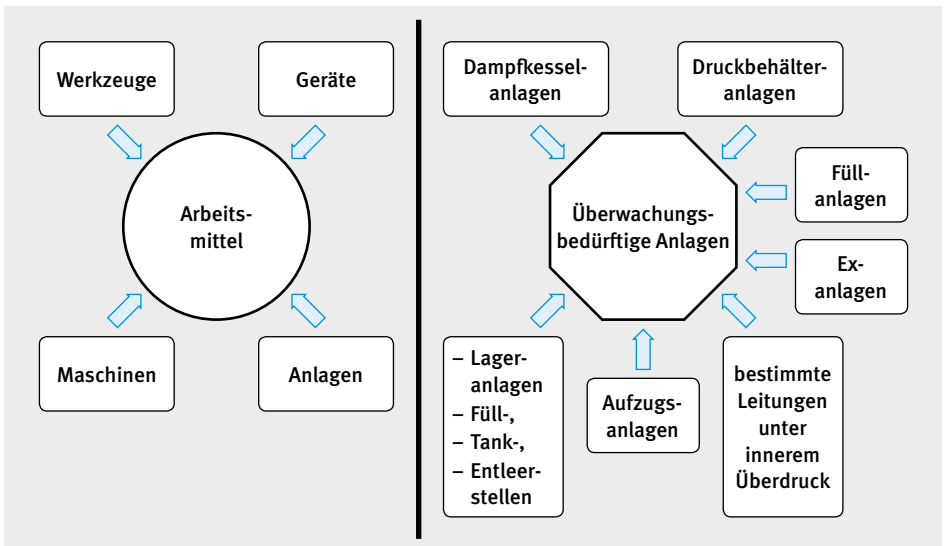 Werkzeuge
Geräte
Arbeits-
mittel
Maschinen
Anlagen
Dampfkessel-
anlagen
Druckbehälter-
anlagen
Füll-
anlagen
Überwachungs-
bedürftige Anlagen
Ex-
anlagen
– Lager-
anlagen
– Füll-,
– Tank-,
– Entleer-
stellen
Aufzugs-
anlagen
bestimmte
Leitungen
unter
innerem
Überdruck